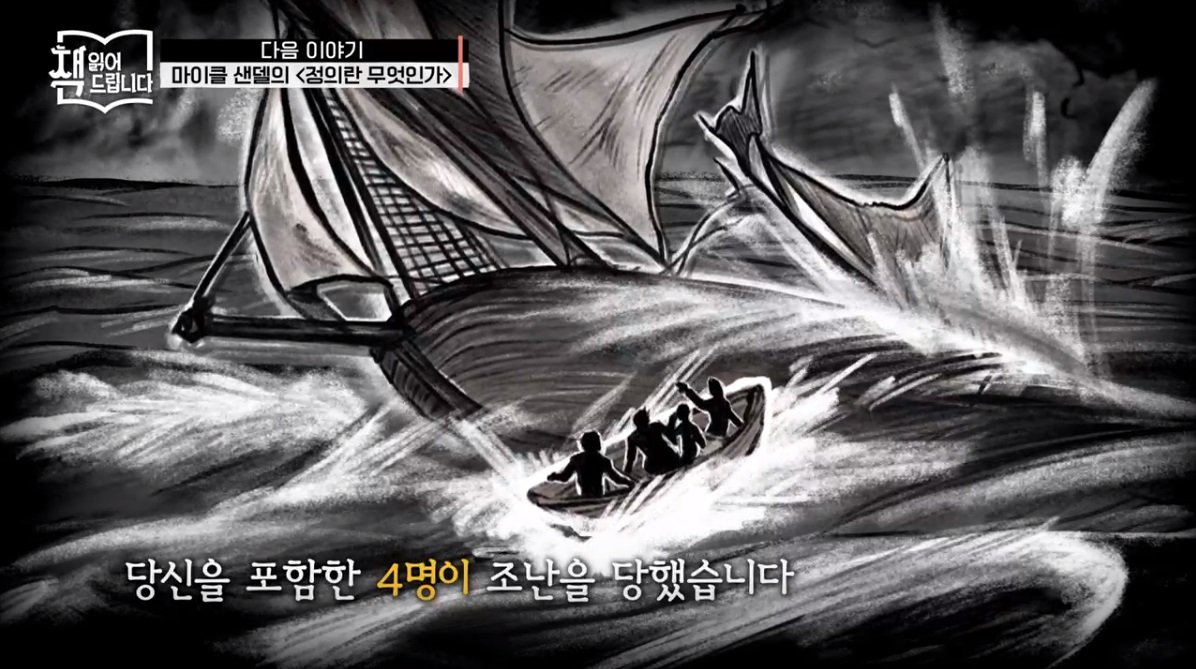 책 읽어
드립니다
다음 이야기
마이클 샌델의 <정의란 무엇인가>
당신을 포함한 4명이 조난을 당했습니다